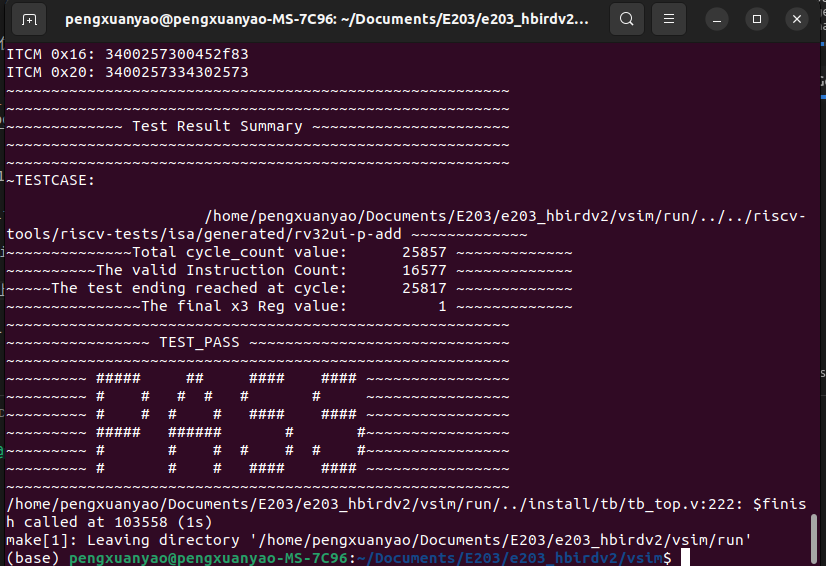 pengxuanyao@pengxuanyao-MS-7C96: ~/Documents/E203/e203_hbirdv2...
ITCM 0x16: 3400257300452f83
ITCM 0x20: 3400257334302573
~~~~~~~~~~~~~~~~~~~~~~~~~~~~~~~~~~~~~~~~~~~~~~~~~~~~~~~~
~~~~~~~~~~~~~~~~~~~~~~~~~~~~~~~~~~~~~~~~~~~~~~~~~~~~~~~~
~~~~~~~~~~~~~ Test Result Summary ~~~~~~~~~~~~~~~~~~~~~~
~~~~~~~~~~~~~~~~~~~~~~~~~~~~~~~~~~~~~~~~~~~~~~~~~~~~~~~~
~~~~~~~~~~~~~~~~~~~~~~~~~~~~~~~~~~~~~~~~~~~~~~~~~~~~~~~~
~TESTCASE:
                      /home/pengxuanyao/Documents/E203/e203_hbirdv2/vsim/run/../../riscv-
tools/riscv-tests/isa/generated/rv32ui-p-add ~~~~~~~~~~~~~
~~~~~~~~~~~~~~Total cycle_count value:      25857 ~~~~~~~~~~~~~
~~~~~~~~~~The valid Instruction Count:      16577 ~~~~~~~~~~~~~
~~~~~The test ending reached at cycle:      25817 ~~~~~~~~~~~~~
~~~~~~~~~~~~~~~The final x3 Reg value:          1 ~~~~~~~~~~~~~
~~~~~~~~~~~~~~~~~~~~~~~~~~~~~~~~~~~~~~~~~~~~~~~~~~~~~~~~
~~~~~~~~~~~~~~~~ TEST_PASS ~~~~~~~~~~~~~~~~~~~~~~~~~~~~~
~~~~~~~~~~~~~~~~~~~~~~~~~~~~~~~~~~~~~~~~~~~~~~~~~~~~~~~~
~~~~~~~~~ #####     ##     ####    #### ~~~~~~~~~~~~~~~~
~~~~~~~~~ #    #   #  #   #       #     ~~~~~~~~~~~~~~~~
~~~~~~~~~ #    #  #    #   ####    #### ~~~~~~~~~~~~~~~~
~~~~~~~~~ #####   ######       #       #~~~~~~~~~~~~~~~~
~~~~~~~~~ #       #    #  #    #  #    #~~~~~~~~~~~~~~~~
~~~~~~~~~ #       #    #   ####    #### ~~~~~~~~~~~~~~~~
~~~~~~~~~~~~~~~~~~~~~~~~~~~~~~~~~~~~~~~~~~~~~~~~~~~~~~~~
/home/pengxuanyao/Documents/E203/e203_hbirdv2/vsim/run/../install/tb/tb_top.v:222: $finis
h called at 103558 (1s)
make[1]: Leaving directory '/home/pengxuanyao/Documents/E203/e203_hbirdv2/vsim/run'
(base) pengxuanyao@pengxuanyao-MS-7C96:~/Documents/E203/e203_hbirdv2/vsim$